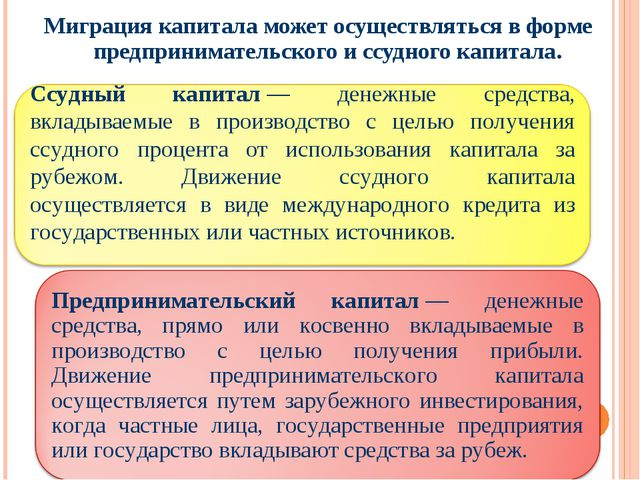 Миграция капитала может осуществляться в форме
предпринимательского и ссудного капитала.
Ссудный капитал — денежные средства,
вкладываемые в производство с целью получения
ссудного процента от использования капитала за
рубежом. Движение ссудного капитала
осуществляется в виде международного кредита из
государственных или частных источников.
Предпринимательский капитал — денежные
средства, прямо или косвенно вкладываемые в
производство с целью получения прибыли.
Движение предпринимательского капитала
осуществляется путем зарубежного инвестирования,
когда частные лица, государственные предприятия
или государство вкладывают средства за рубеж.